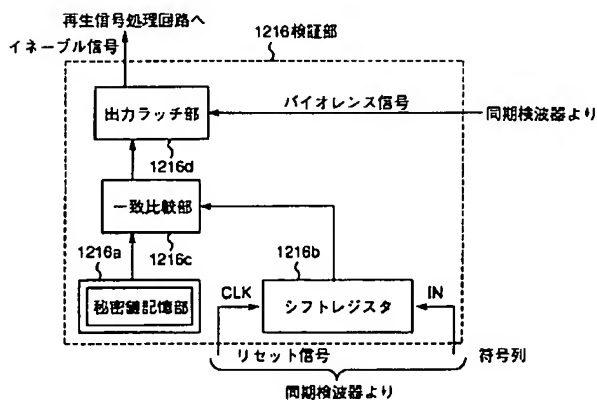 再生信号処理回路へ
イネーブル信号
1216検証部
出力ラッチ部
バイオレンス信号
同期検波器より
1216d
一致比較部
1216a
1216c
1216b
秘密鍵記憶部
CLK
シフトレジスタ
IN
リセット信号
符号列
同期検波器より